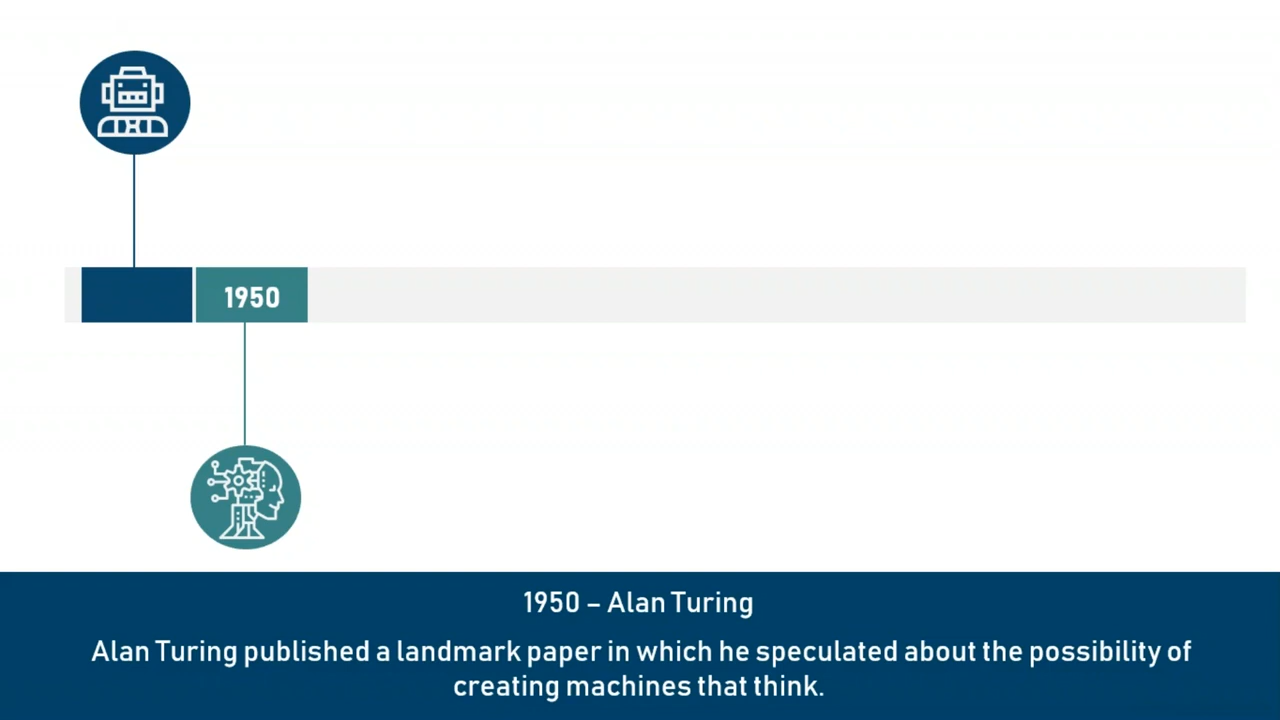 1950
1950 – Alan Turing
Alan Turing published a landmark paper in which he speculated about the possibility of
creating machines that think.